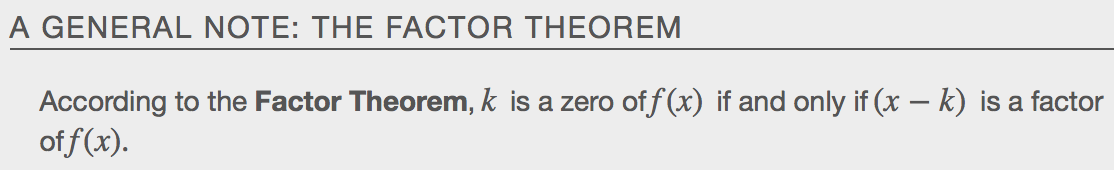 A GENERAL NOTE: THE FACTOR THEOREM
According to the Factor Theorem, k is a zero of f(x) if and only if (x − k) is a factor
of f(x).